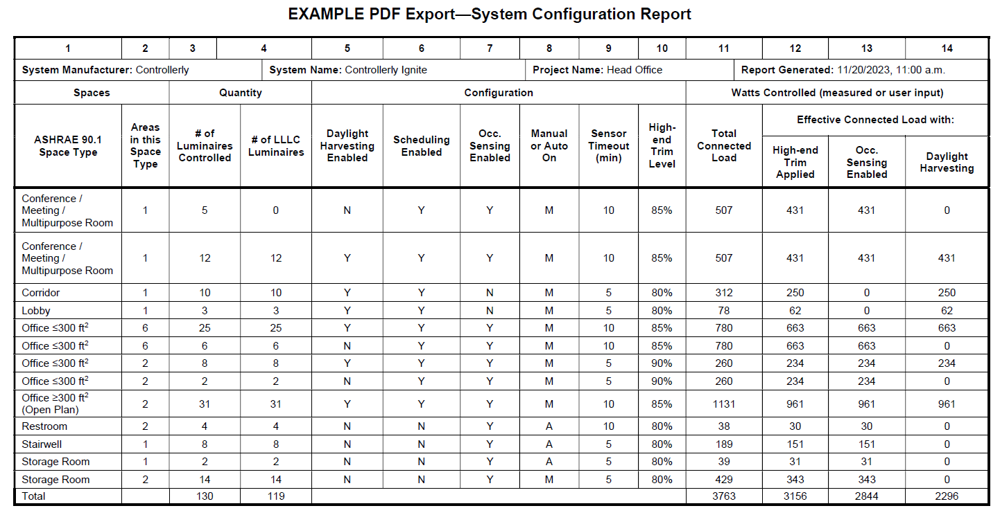 EXAMPLE PDF Export—System Configuration Report
1 2 3 4 5 6 7 8 9 10 11 12 13 14
System Manufacturer: Controllerly System Name: Controllerly Ignite Project Name: Head Office Report Generated: 11/20/2023, 11:00 a.m.
Spaces Quantity Configuration Watts Controlled (measured or user input)
ASHRAE 90.1
Space Type
Areas
in this
Space
Type
# of
Luminaires
Controlled
# of LLLC
Luminaires
Daylight
Harvesting
Enabled
Scheduling
Enabled
Occ.
Sensing
Enabled
Manual
or Auto
On
Sensor
Timeout
(min)
High-
end
Trim
Level
Total
Connected
Load
Effective Connected Load with:
High-end
Trim
Applied
Occ.
Sensing
Enabled
Daylight
Harvesting
Conference /
Meeting /
Multipurpose Room
1 5 0 N Y Y M 10 85% 507 431 431 0
Conference /
Meeting /
Multipurpose Room
1 12 12 Y Y Y M 10 85% 507 431 431 431
Corridor 1 10 10 Y Y N M 5 80% 312 250 0 250
Lobby 1 3 3 Y Y N M 5 80% 78 62 0 62
Office ≤300 ft² 6 25 25 Y Y Y M 10 85% 780 663 663 663
Office ≤300 ft² 6 6 6 N Y Y M 10 85% 780 663 663 0
Office ≤300 ft² 2 8 8 Y Y Y M 5 90% 260 234 234 234
Office ≤300 ft² 2 2 2 N Y Y M 5 90% 260 234 234 0
Office ≥300 ft²
(Open Plan)
2 31 31 Y Y Y M 10 85% 1131 961 961 961
Restroom 2 4 4 N N Y A 10 80% 38 30 30 0
Stairwell 1 8 8 N N Y A 5 80% 189 151 151 0
Storage Room 1 2 2 N N Y A 5 80% 39 31 31 0
Storage Room 2 14 14 N N Y M 5 80% 429 343 343 0
Total 130 119 3763 3156 2844 2296